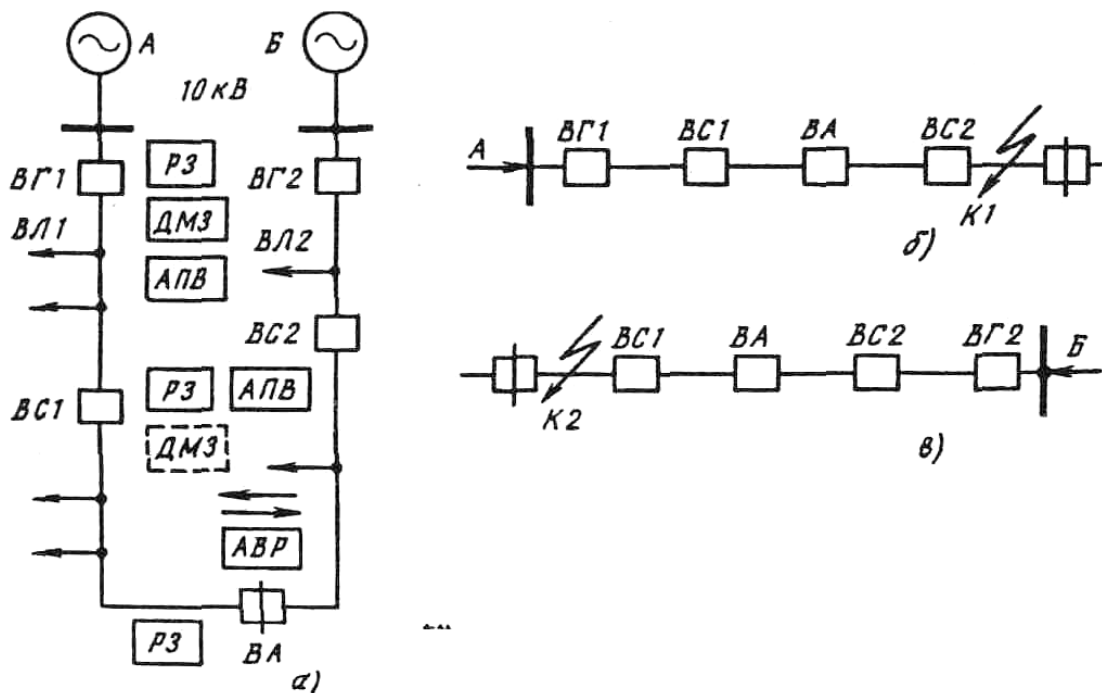 А
Б
10 кВ
ВГ1
РЗ
ВГ2
ВЛ1
ДМЗ
ВЛ2
АПВ
ВС2
ВС1
РЗ
АПВ
ДМЗ
АВР
РЗ
ВА
а)
А
ВГ1
ВС1
ВА
ВС2
К1
б)
ВС1
ВА
ВС2
ВГ2
Б
К2
в)